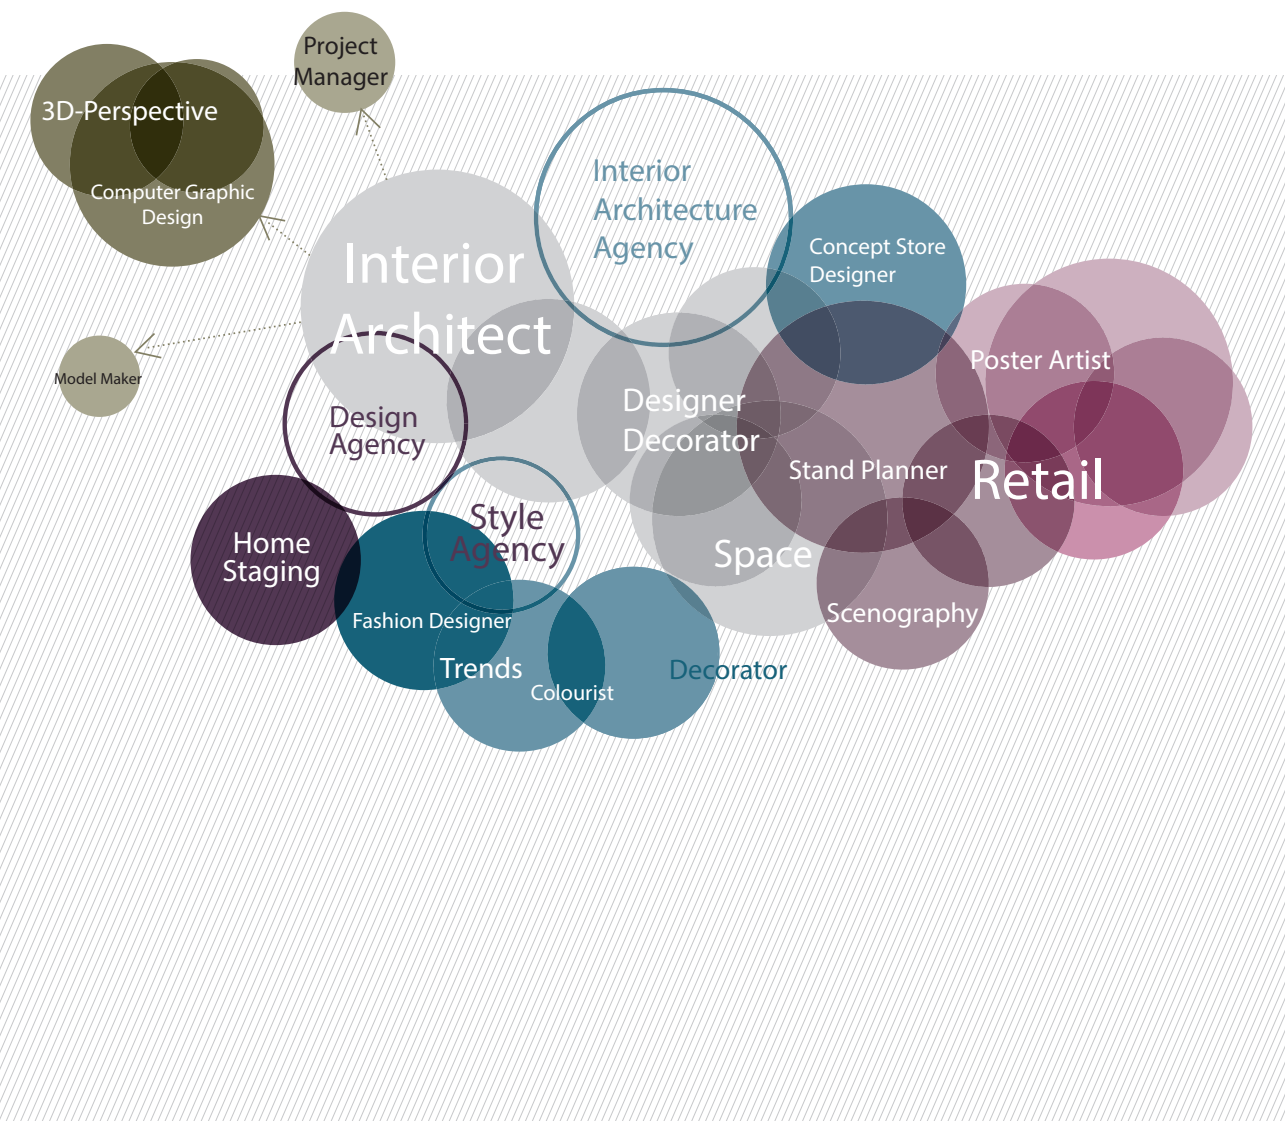 Project
Manager
3D-Perspective
Computer Graphic
Design
Interior
Architecture
Agency
Interior
Architect
Concept Store
Designer
Model Maker
Poster Artist
Designer
Decorator
Design
Agency
Stand Planner
Retail
Style
Agency
Space
Home
Staging
Scenography
Fashion Designer
Trends
Decorator
Colourist